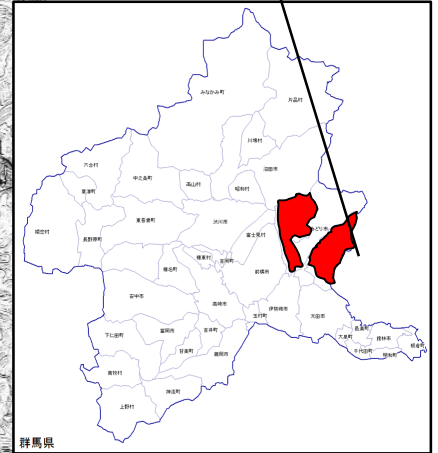 みなかみ町
片品村
川場村
沼田市
六合村
中之条町
高山村
昭和村
草津町
嬬恋村
長野原町
東吾妻町
渋川市
富士見村
みどり市
榛東村
吉岡町
榛名町
前橋市
安中市
高崎市
伊勢崎市
玉村町
太田市
下仁田町
富岡市
吉井町
甘楽町
藤岡市
邑楽町
館林市
板倉町
大泉町
千代田町
明和町
南牧村
神流町
上野村
群馬県